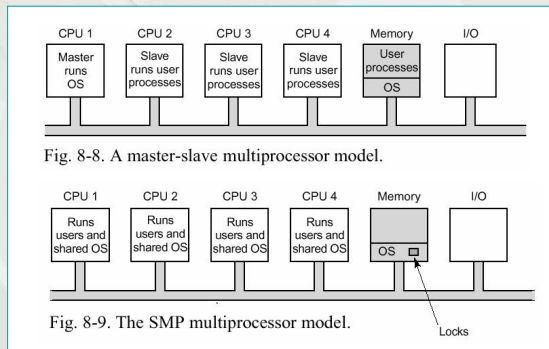 CPU 1 CPU 2 CPU 3 CPU 4 Memory I/O
Master Slave Slave Slave User
runs runs user runs user runs user processes
OS processes processes processes OS
Fig. 8-8. A master-slave multiprocessor model.
CPU 1 CPU 2 CPU 3 CPU 4 Memory I/O
Runs Runs Runs Runs
users and users and users and users and
shared OS shared OS shared OS shared OS OS
Fig. 8-9. The SMP multiprocessor model.
Locks